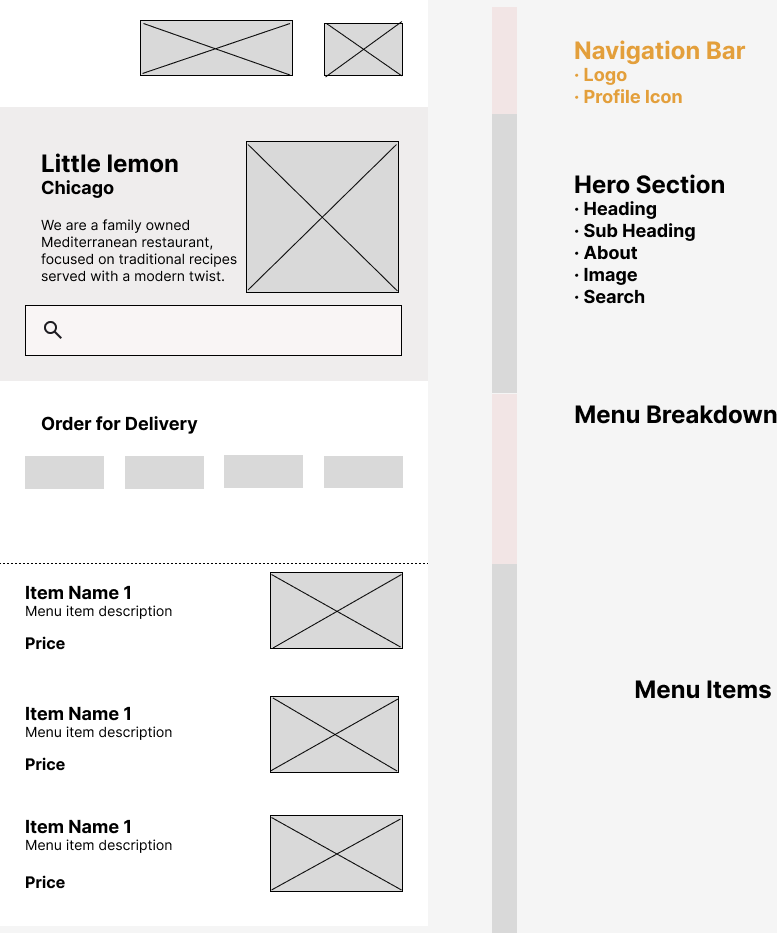 Little lemon
Chicago
We are a family owned
Mediterranean restaurant,
focused on traditional recipes
served with a modern twist.
Order for Delivery
Item Name 1
Menu item description
Price
Item Name 1
Menu item description
Price
Item Name 1
Menu item description
Price
Navigation Bar
· Logo
· Profile Icon
Hero Section
· Heading
· Sub Heading
· About
· Image
· Search
Menu Breakdown
Menu Items